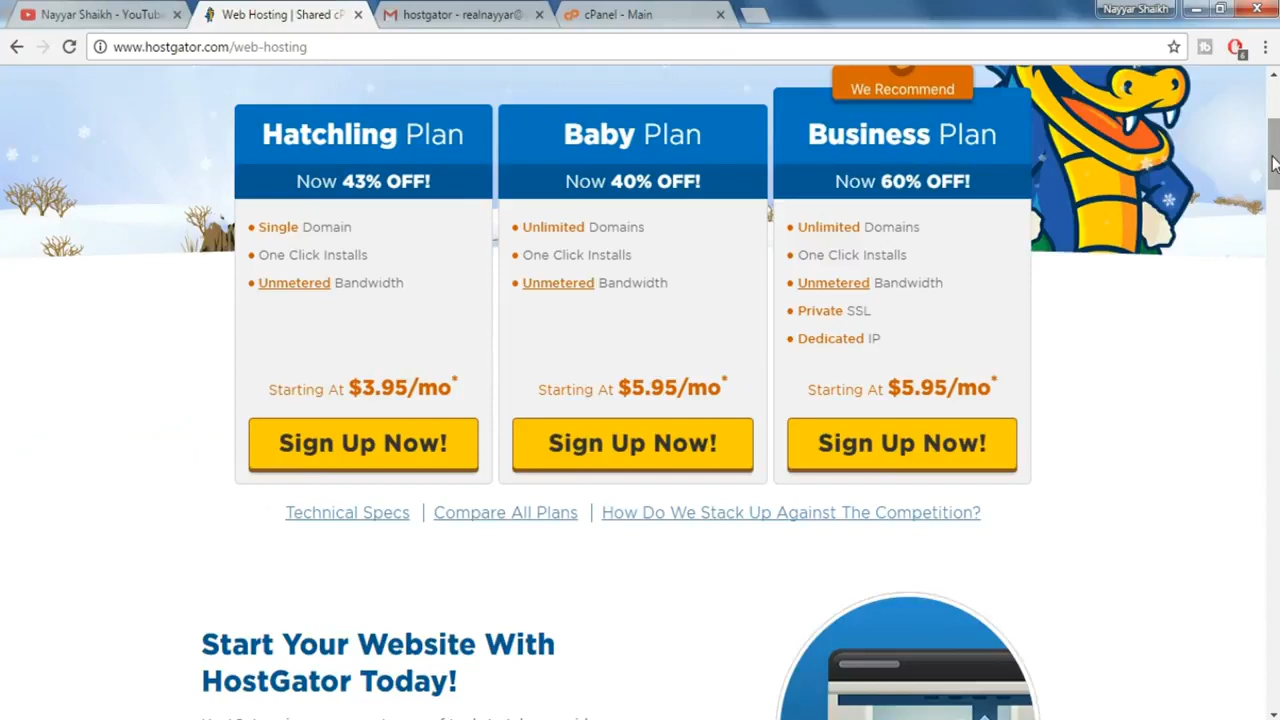 Nayyar Shaikh - YouTube
Web Hosting | Shared cP
hostgator - realnayyar@
cPanel - Main
Nayyar Shaikh
www.hostgator.com/web-hosting
6
We Recommend
Hatchling Plan
Now 43% OFF!
Single Domain
One Click Installs
Unmetered Bandwidth
Starting At $3.95/mo*
Sign Up Now!
Baby Plan
Now 40% OFF!
Unlimited Domains
One Click Installs
Unmetered Bandwidth
Starting At $5.95/mo*
Sign Up Now!
Business Plan
Now 60% OFF!
Unlimited Domains
One Click Installs
Unmetered Bandwidth
Private SSL
Dedicated IP
Starting At $5.95/mo*
Sign Up Now!
Technical Specs | Compare All Plans | How Do We Stack Up Against The Competition?
Start Your Website With
HostGator Today!